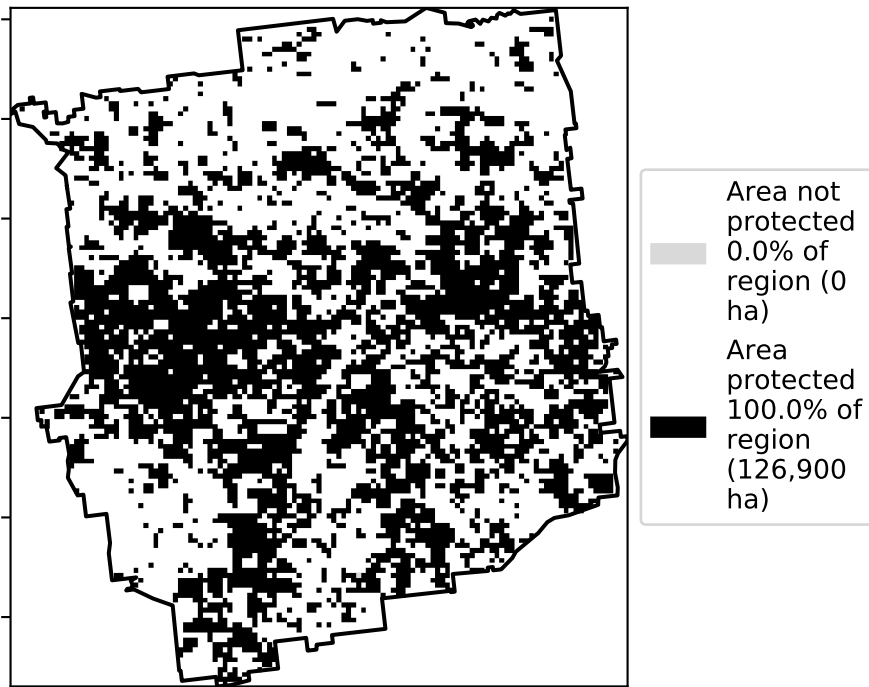 Area not
protected
0.0% of
region (0
ha)
Area
protected
100.0% of
region
(126,900
ha)